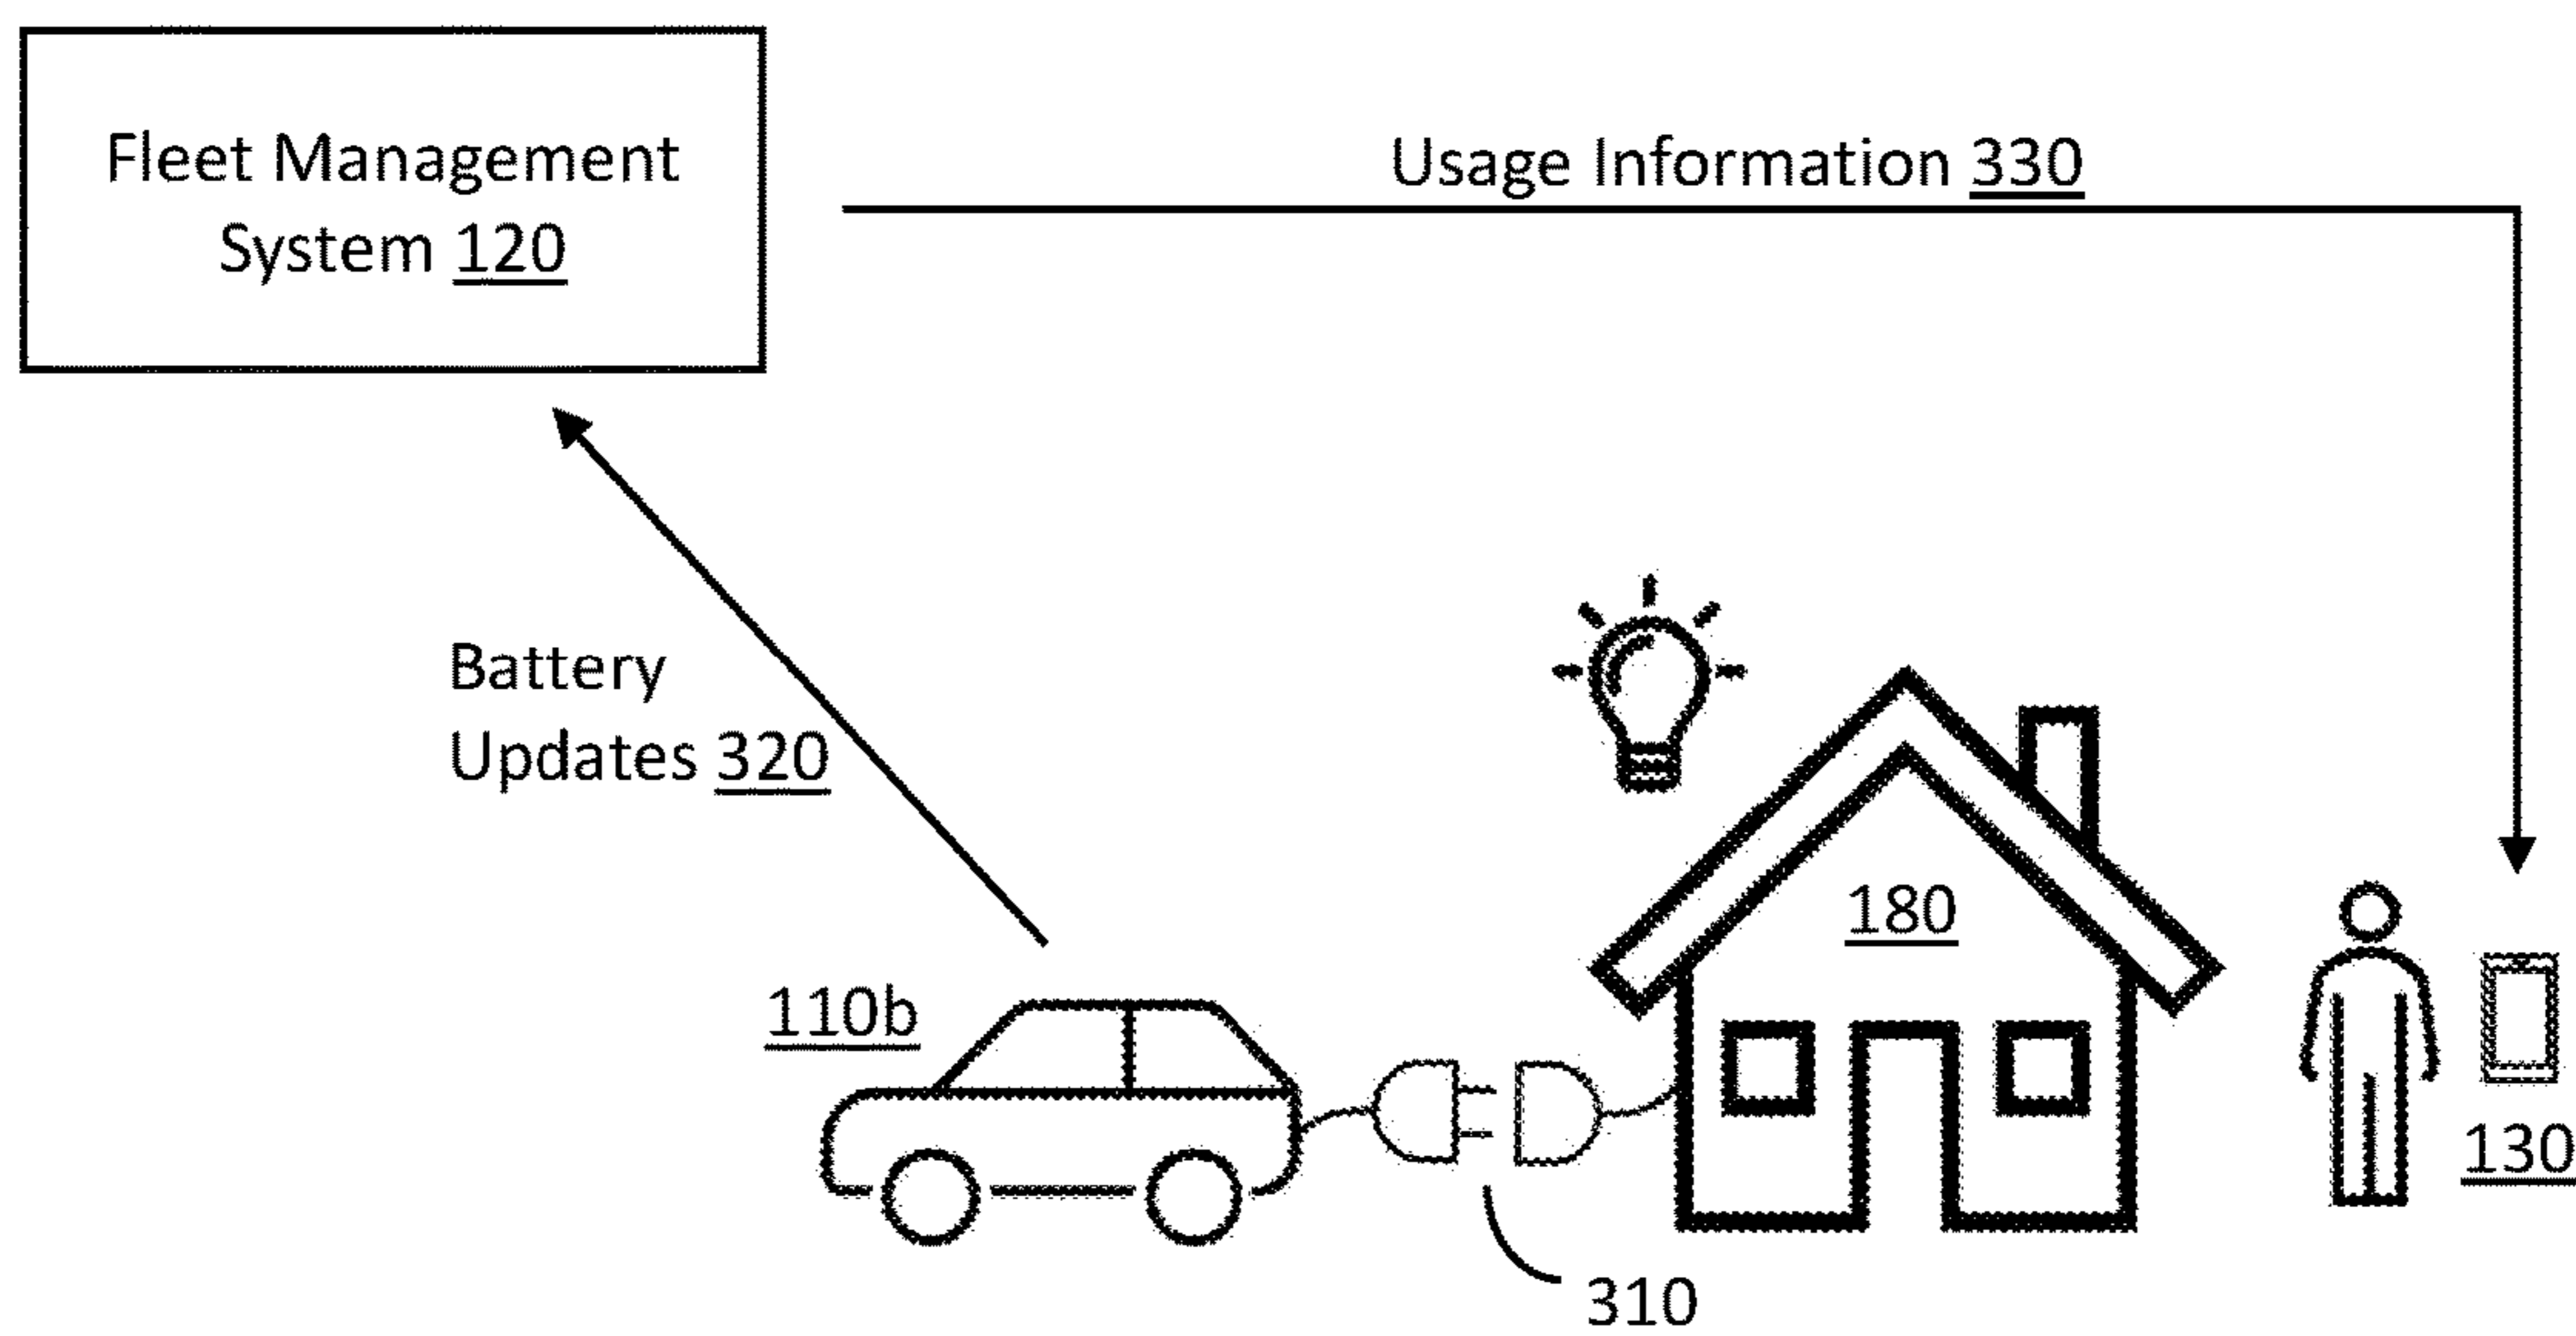 Fleet Management
System 120
Usage Information 330
Battery
Updates 320
180
110b
130
310